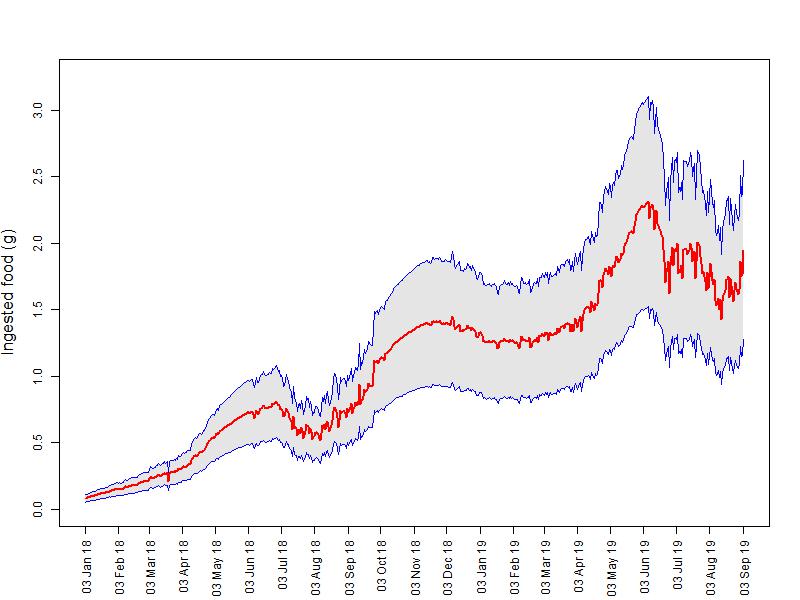 Ingested food (g)
3.0
2.5
2.0
1.5
1.0
0.5
0.0
03 Jan 18
03 Feb 18
03 Mar 18
03 Apr 18
03 May 18
03 Jun 18
03 Jul 18
03 Aug 18
03 Sep 18
03 Oct 18
03 Nov 18
03 Dec 18
03 Jan 19
03 Feb 19
03 Mar 19
03 Apr 19
03 May 19
03 Jun 19
03 Jul 19
03 Aug 19
03 Sep 19